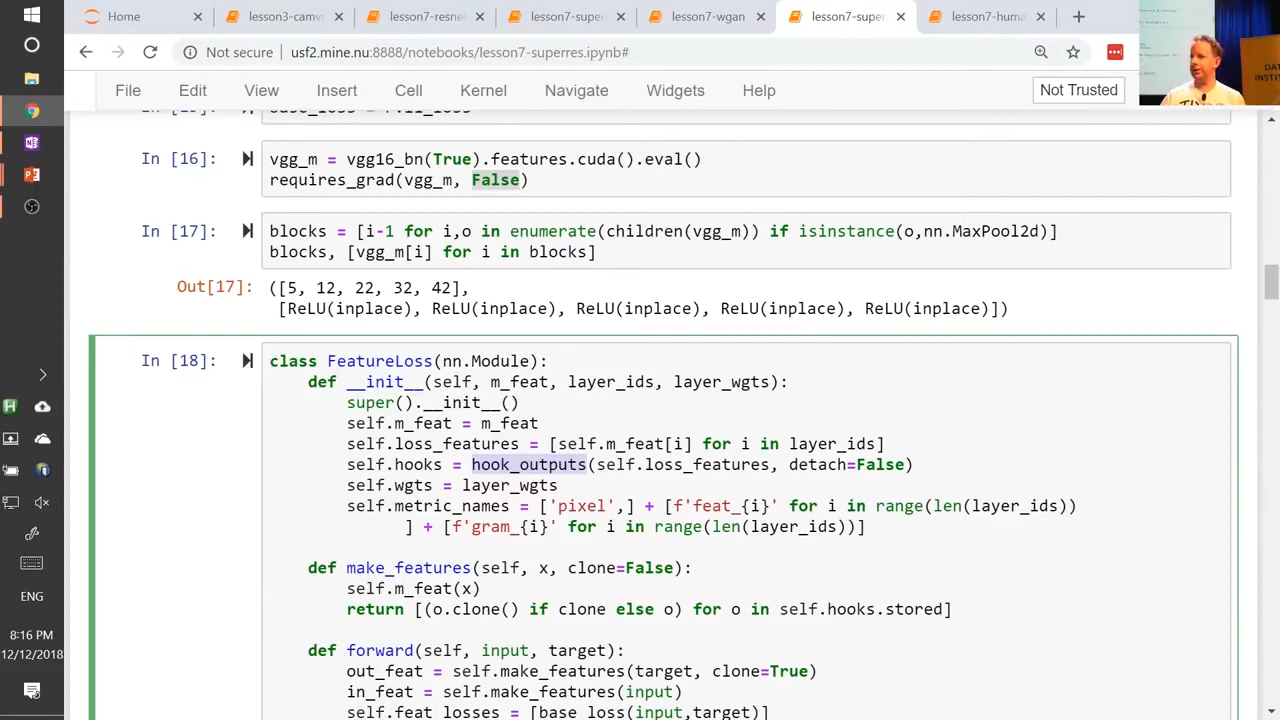 Home
lesson3-camv
lesson7-resne
lesson7-super
lesson7-wgan
lesson7-super
lesson7-hum
Not secure | usf2.mine.nu:8888/notebooks/lesson7-superres.ipynb#
File Edit View Insert Cell Kernel Navigate Widgets Help
Not Trusted
In [16]: vgg_m = vgg16_bn(True).features.cuda().eval()
requires_grad(vgg_m, False)
In [17]: blocks = [i-1 for i,o in enumerate(children(vgg_m)) if isinstance(o,nn.MaxPool2d)]
blocks, [vgg_m[i] for i in blocks]
Out[17]: ([5, 12, 22, 32, 42],
[ReLU(inplace), ReLU(inplace), ReLU(inplace), ReLU(inplace), ReLU(inplace)])
In [18]: class FeatureLoss(nn.Module):
def __init__(self, m_feat, layer_ids, layer_wgts):
super().__init__()
self.m_feat = m_feat
self.loss_features = [self.m_feat[i] for i in layer_ids]
self.hooks = hook_outputs(self.loss_features, detach=False)
self.wgts = layer_wgts
self.metric_names = ['pixel',] + [f'feat_{i}' for i in range(len(layer_ids))
] + [f'gram_{i}' for i in range(len(layer_ids))]
def make_features(self, x, clone=False):
self.m_feat(x)
return [(o.clone() if clone else o) for o in self.hooks.stored]
def forward(self, input, target):
out_feat = self.make_features(target, clone=True)
in_feat = self.make_features(input)
self.feat_losses = [base_loss(input,target)]
ENG
8:16 PM
12/12/2018